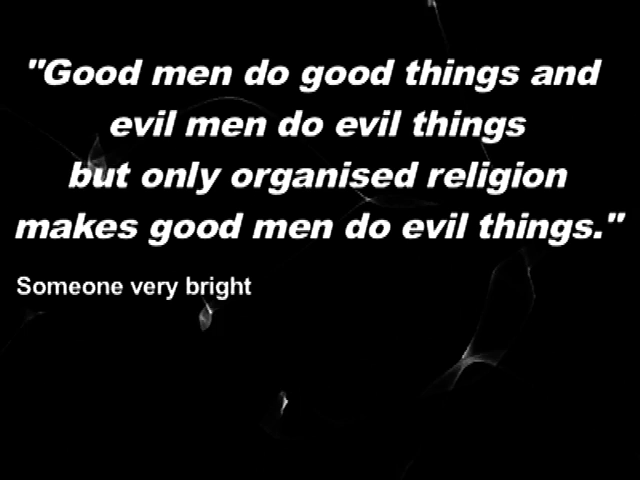 "Good men do good things and
evil men do evil things
but only organised religion
makes good men do evil things."
Someone very bright